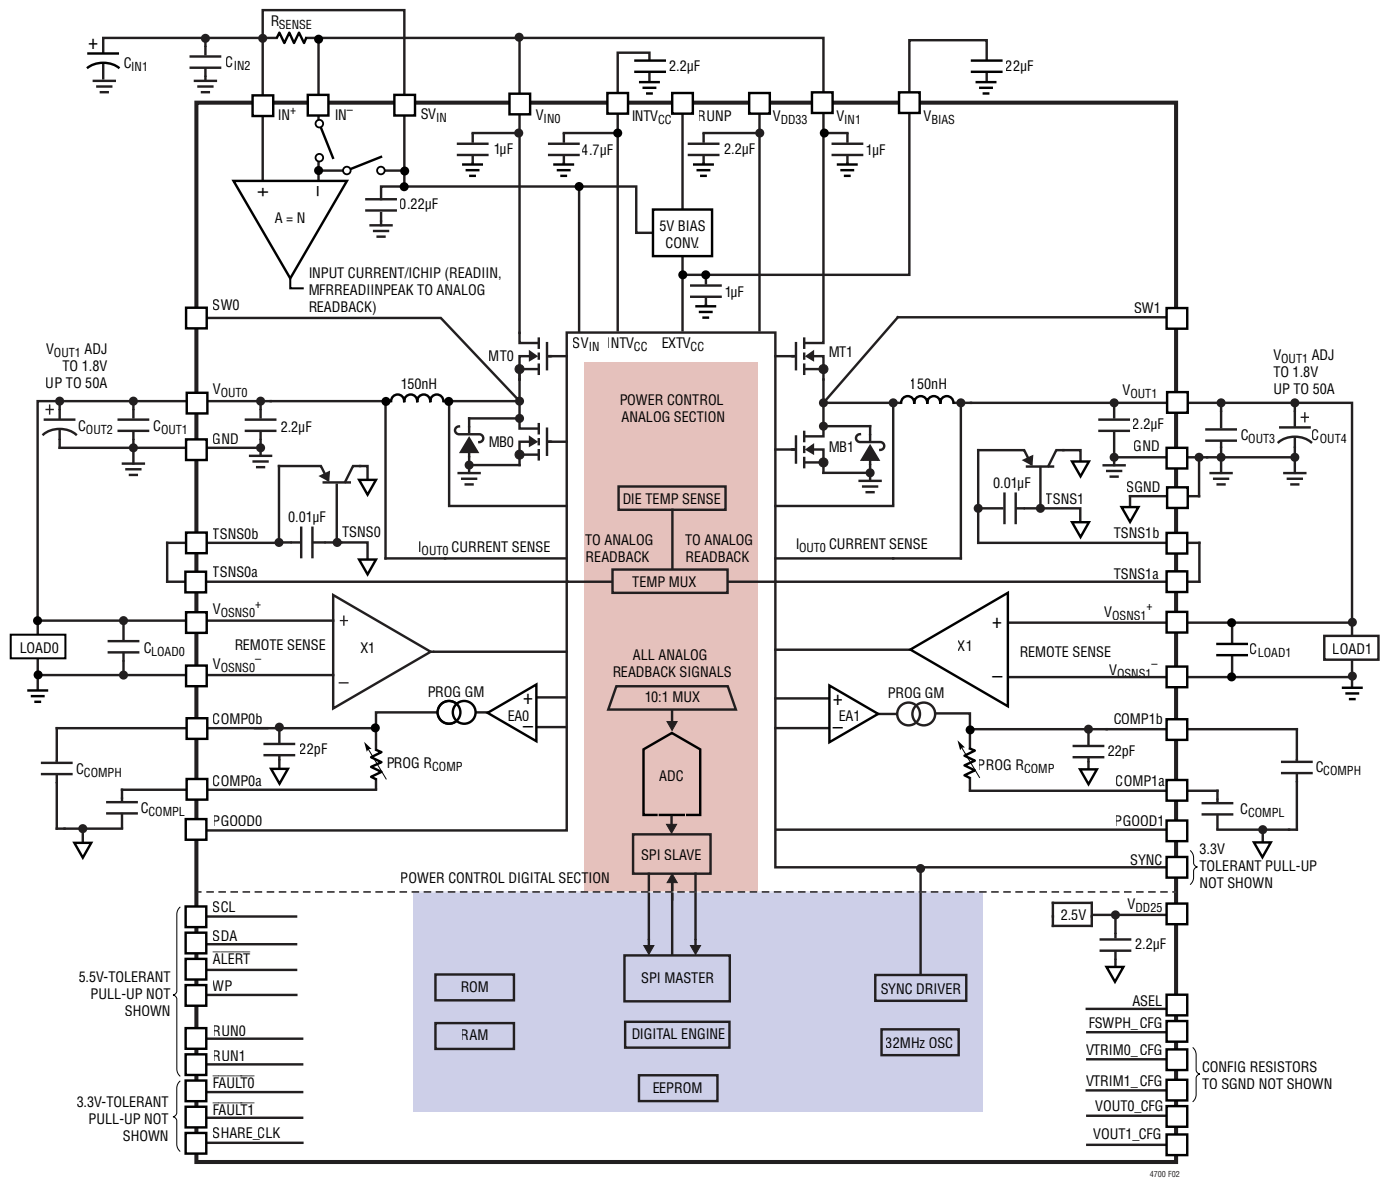 RSENSE
+
CIN1
CIN2
2.2µF
22µF
IN+
IN–
SVIN
VIN0
INTVCC
RUNP
VDD33
VIN1
VBIAS
1µF
4.7µF
2.2µF
1µF
+
–
A = N
0.22µF
5V BIAS
CONV.
INPUT CURRENT/ICHIP (READIIN,
MFRREADIINPEAK TO ANALOG
READBACK)
1µF
SW0
SW1
SVIN
INTVCC
EXTVCC
MT0
MT1
VOUT1 ADJ
TO 1.8V
UP TO 50A
VOUT1 ADJ
TO 1.8V
UP TO 50A
VOUT0
150nH
POWER CONTROL
ANALOG SECTION
150nH
VOUT1
+
COUT2
COUT1
2.2µF
GND
MB0
MB1
2.2µF
GND
COUT3
+
COUT4
SGND
DIE TEMP SENSE
0.01µF
TSNS0
0.01µF
TSNS1
TSNS0b
TSNS1b
TO ANALOG
READBACK
TO ANALOG
READBACK
IOUT0 CURRENT SENSE
IOUT0 CURRENT SENSE
TSNS0a
TEMP MUX
TSNS1a
VOSNS0+
VOSNS1+
+
+
LOAD0
CLOAD0
REMOTE SENSE
X1
X1
REMOTE SENSE
CLOAD1
LOAD1
VOSNS0–
–
–
VOSNS1–
ALL ANALOG
READBACK SIGNALS
10:1 MUX
PROG GM
EA0
+
–
+
–
EA1
PROG GM
COMP0b
COMP1b
22pF
PROG RCOMP
ADC
PROG RCOMP
22pF
CCOMPH
CCOMPH
COMP0a
COMP1a
CCOMPL
CCOMPL
PGOOD0
PGOOD1
SPI SLAVE
SYNC
3.3V
TOLERANT PULL-UP
NOT SHOWN
POWER CONTROL DIGITAL SECTION
SCL
2.5V
VDD25
SDA
2.2µF
ALERT
5.5V-TOLERANT
PULL-UP NOT
SHOWN
WP
ROM
SPI MASTER
SYNC DRIVER
ASEL
RUN0
RAM
DIGITAL ENGINE
32MHz OSC
FSWPH_CFG
RUN1
VTRIM0_CFG
CONFIG RESISTORS
TO SGND NOT SHOWN
FAULT0
EEPROM
VTRIM1_CFG
3.3V-TOLERANT
PULL-UP NOT
SHOWN
FAULT1
VOUT0_CFG
SHARE_CLK
VOUT1_CFG
4700 F02